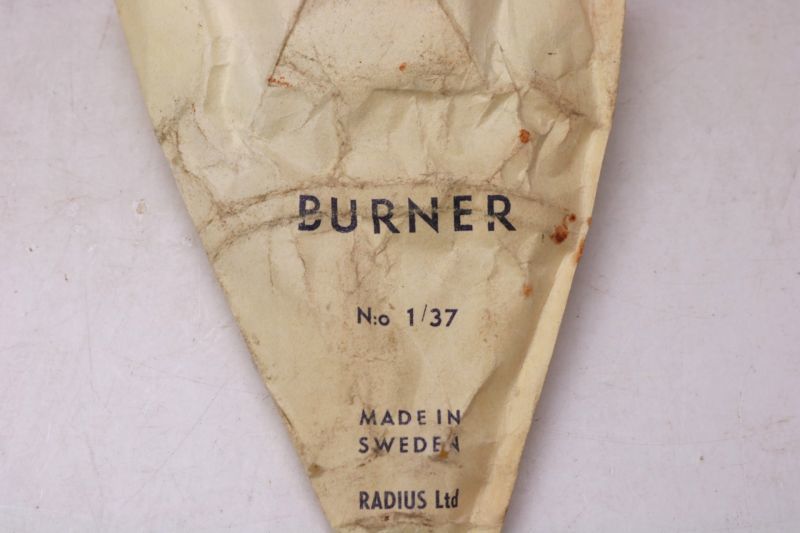 BURNER
N:o 1/37
MADE IN
SWEDEN
RADIUS Ltd